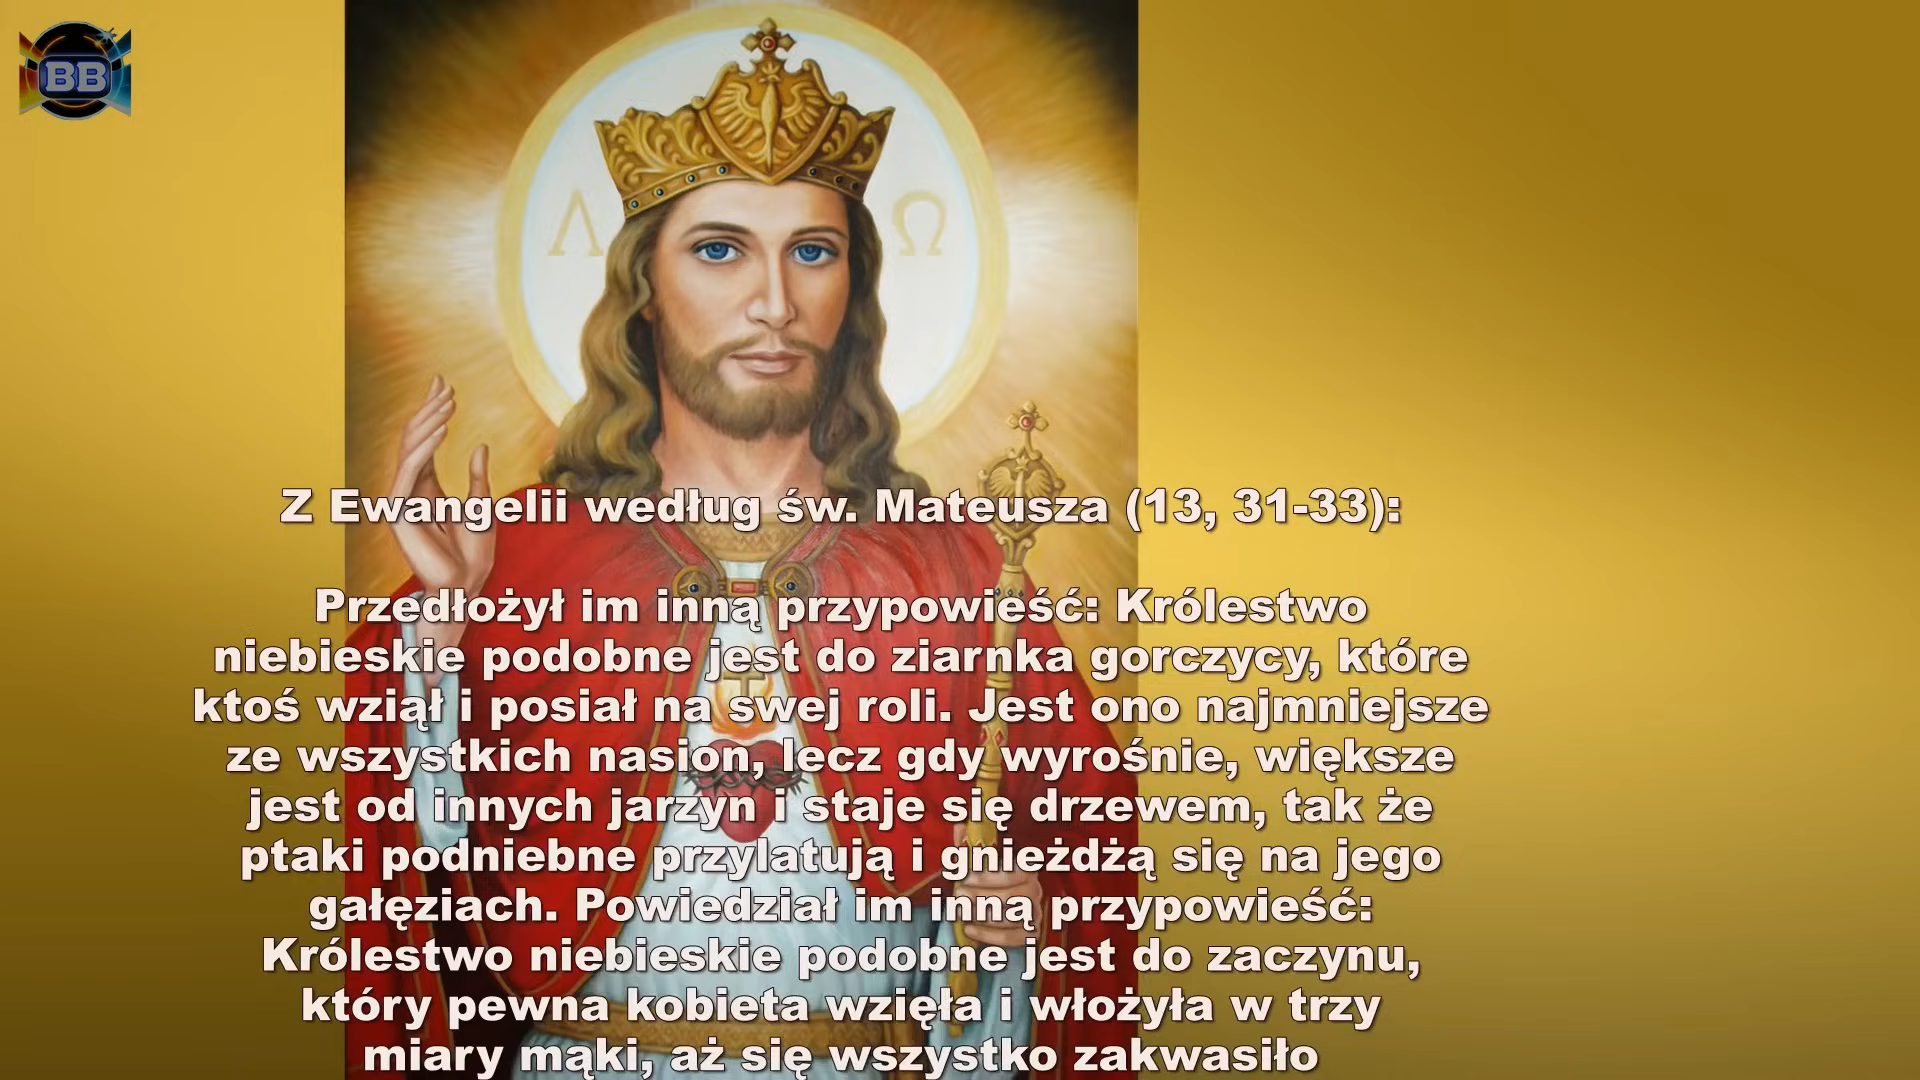 BB
Λ Ω
Z Ewangelii według św. Mateusza (13, 31-33):
Przedłożył im inną przypowieść: Królestwo
niebieskie podobne jest do ziarnka gorczycy, które
ktoś wziął i posiał na swej roli. Jest ono najmniejsze
ze wszystkich nasion, lecz gdy wyrośnie, większe
jest od innych jarzyn i staje się drzewem, tak że
ptaki podniebne przylatują i gnieżdżą się na jego
gałęziach. Powiedział im inną przypowieść:
Królestwo niebieskie podobne jest do zaczynu,
który pewna kobieta wzięła i włożyła w trzy
miary mąki, aż się wszystko zakwasiło